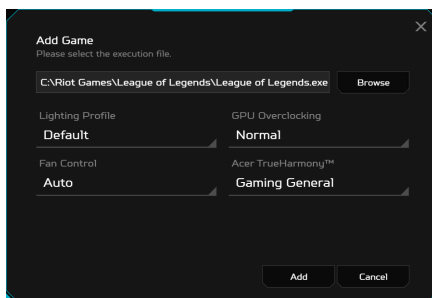 Add Game
Please select the execution file.
C:\Riot Games\League of Legends\League of Legends.exe Browse
Lighting Profile GPU Overclocking
Default Normal
Fan Control Acer TrueHarmony™
Auto Gaming General
Add Cancel